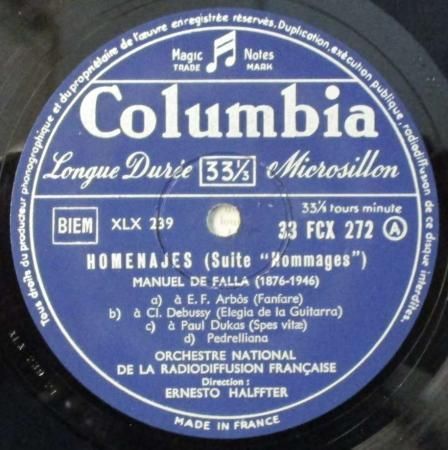 Tous droits du producteur phonographique et du propriétaire de l'œuvre enregistrée réservés. Duplication, exécution publique, radiodiffusion de ce disque interdites
Magic Notes
TRADE MARK
Columbia
Longue Durée 33⅓ Microsillon
33⅓ tours minute
BIEM XLX 239 33 FCX 272 A
HOMENAJES (Suite "Hommages")
MANUEL DE FALLA (1876-1946)
a) à E. F. Arbòs (Fanfare)
b) à Cl. Debussy (Elegia de la Guitarra)
c) à Paul Dukas (Spes vitæ)
d) Pedrelliana
ORCHESTRE NATIONAL
DE LA RADIODIFFUSION FRANÇAISE
Direction :
ERNESTO HALFFTER
MADE IN FRANCE